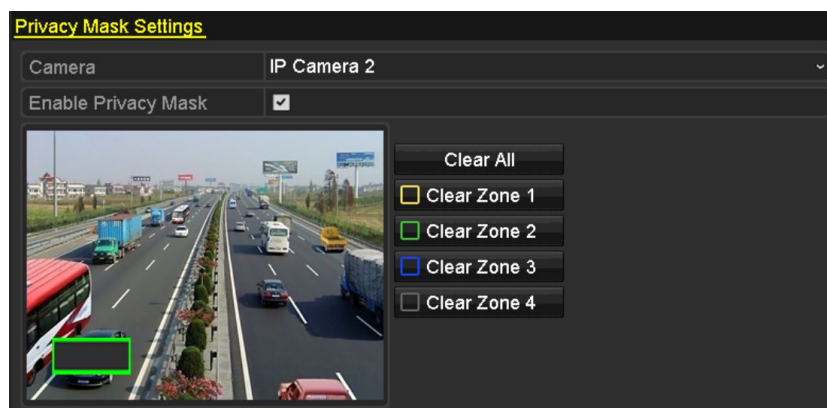 Privacy Mask Settings
Camera IP Camera 2
Enable Privacy Mask
Clear All
Clear Zone 1
Clear Zone 2
Clear Zone 3
Clear Zone 4